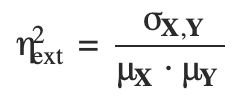 η²ext = σX,Y / μX · μY